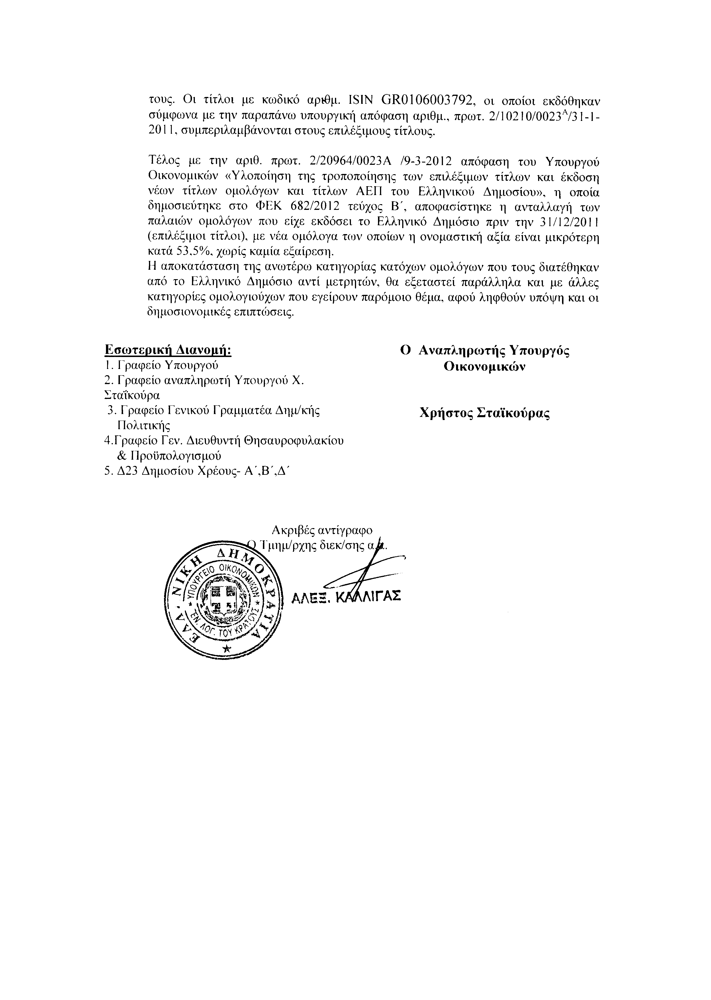 τους. Οι τίτλοι με κωδικό αριθμ. ISIN GR0106003792, οι οποίοι εκδόθηκαν
σύμφωνα με την παραπάνω υπουργική απόφαση αριθμ., πρωτ. 2/10210/0023Α/31-1-
2011, συμπεριλαμβάνονται στους επιλέξιμους τίτλους.
Τέλος με την αριθ. πρωτ. 2/20964/0023Α /9-3-2012 απόφαση του Υπουργού
Οικονομικών «Υλοποίηση της τροποποίησης των επιλέξιμων τίτλων και έκδοση
νέων τίτλων ομολόγων και τίτλων ΑΕΠ του Ελληνικού Δημοσίου», η οποία
δημοσιεύτηκε στο ΦΕΚ 682/2012 τεύχος Β΄, αποφασίστηκε η ανταλλαγή των
παλαιών ομολόγων που είχε εκδόσει το Ελληνικό Δημόσιο πριν την 31/12/2011
(επιλέξιμοι τίτλοι), με νέα ομόλογα των οποίων η ονομαστική αξία είναι μικρότερη
κατά 53,5%, χωρίς καμία εξαίρεση.
Η αποκατάσταση της ανωτέρω κατηγορίας κατόχων ομολόγων που τους διατέθηκαν
από το Ελληνικό Δημόσιο αντί μετρητών, θα εξεταστεί παράλληλα και με άλλες
κατηγορίες ομολογιούχων που εγείρουν παρόμοιο θέμα, αφού ληφθούν υπόψη και οι
δημοσιονομικές επιπτώσεις.
Εσωτερική Διανομή:
1. Γραφείο Υπουργού
2. Γραφείο αναπληρωτή Υπουργού Χ.
Σταΐκούρα
3. Γραφείο Γενικού Γραμματέα Δημ/κής
Πολιτικής
4.Γραφείο Γεν. Διευθυντή Θησαυροφυλακίου
& Προϋπολογισμού
5. Δ23 Δημοσίου Χρέους- Α΄,Β΄,Δ΄
Ο Αναπληρωτής Υπουργός
Οικονομικών
Χρήστος Σταϊκούρας
Ακριβές αντίγραφο
Ο Τμημ/ρχης διεκ/σης α.α.
ΕΛΛΗΝΙΚΗ ΔΗΜΟΚΡΑΤΙΑ
ΥΠΟΥΡΓΕΙΟ ΟΙΚΟΝΟΜΙΚΩΝ
ΓΕΝ. ΛΟΓ. ΤΟΥ ΚΡΑΤΟΥΣ
ΑΛΕΞ. ΚΑΛΛΙΓΑΣ